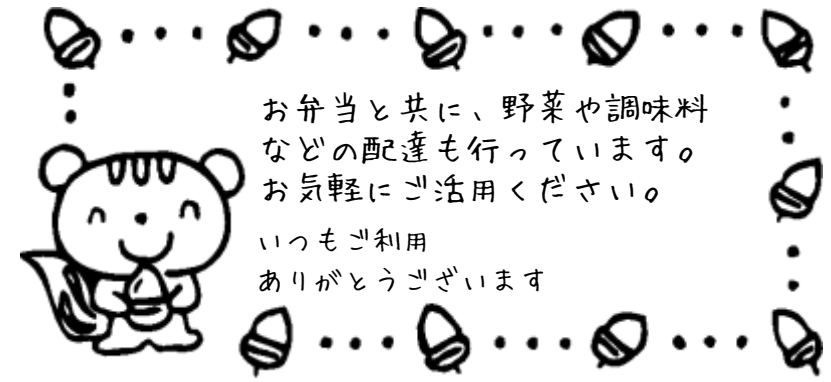 お弁当と共に、野菜や調味料
などの配達も行っています。
お気軽にご活用ください。
いつもご利用
ありがとうございます